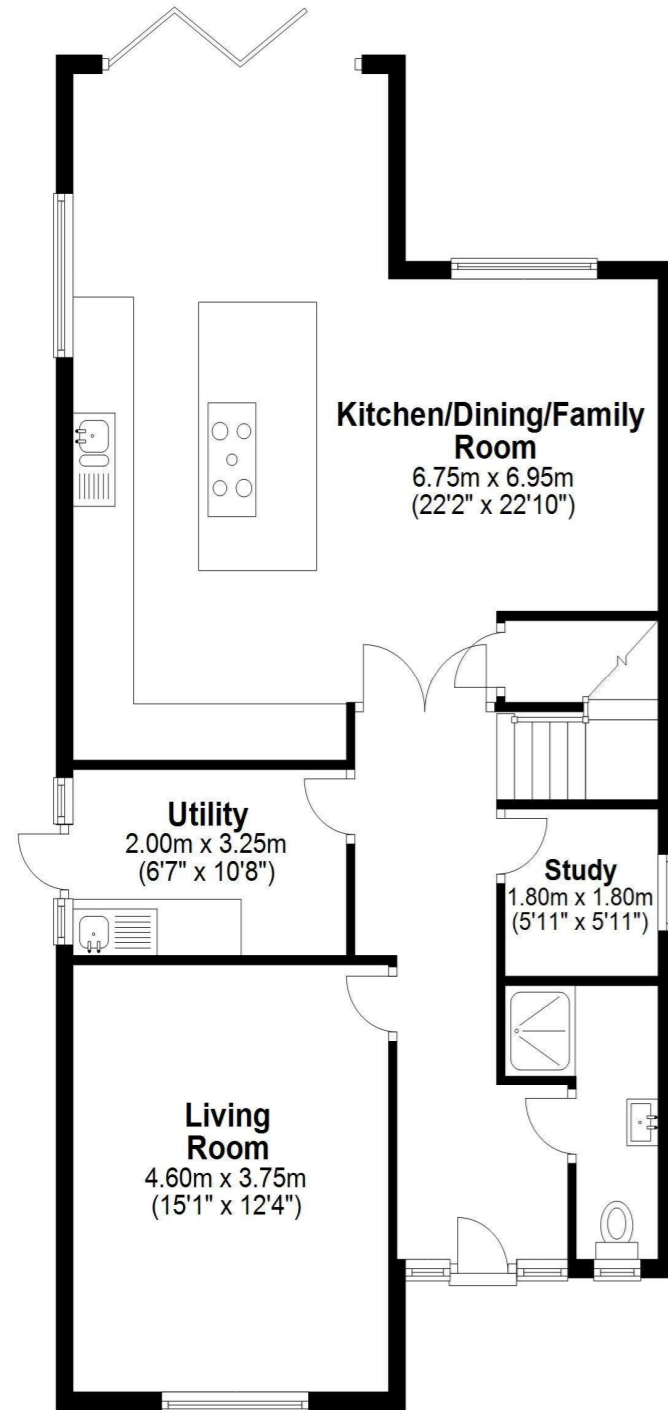 Kitchen/Dining/Family
Room
6.75m x 6.95m
(22'2" x 22'10")
Utility
2.00m x 3.25m
(6'7" x 10'8")
Study
1.80m x 1.80m
(5'11" x 5'11")
Living
Room
4.60m x 3.75m
(15'1" x 12'4")